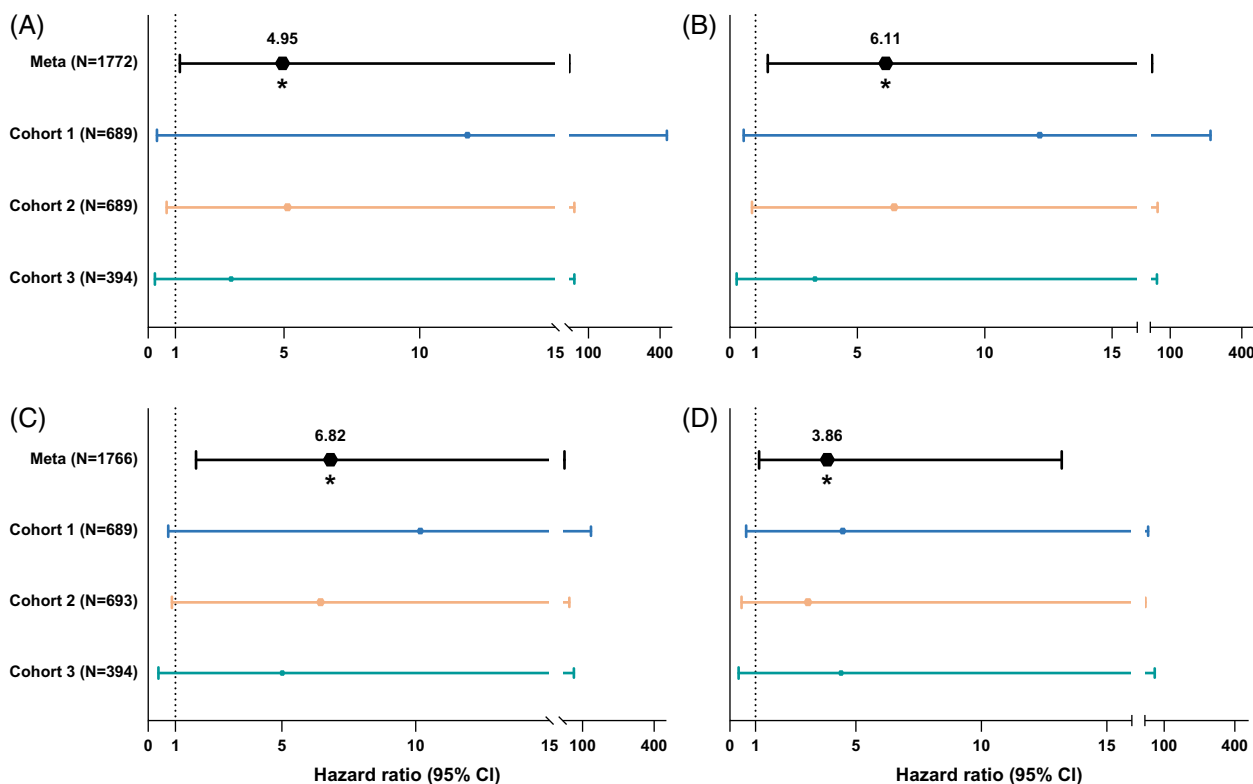 (A)
4.95
Meta (N=1772)
*
Cohort 1 (N=689)
Cohort 2 (N=689)
Cohort 3 (N=394)
0 1 5 10 15 100 400
(B)
6.11
*
0 1 5 10 15 100 400
(C)
6.82
Meta (N=1766)
*
Cohort 1 (N=689)
Cohort 2 (N=693)
Cohort 3 (N=394)
0 1 5 10 15 100 400
Hazard ratio (95% CI)
(D)
3.86
*
0 1 5 10 15 100 400
Hazard ratio (95% CI)